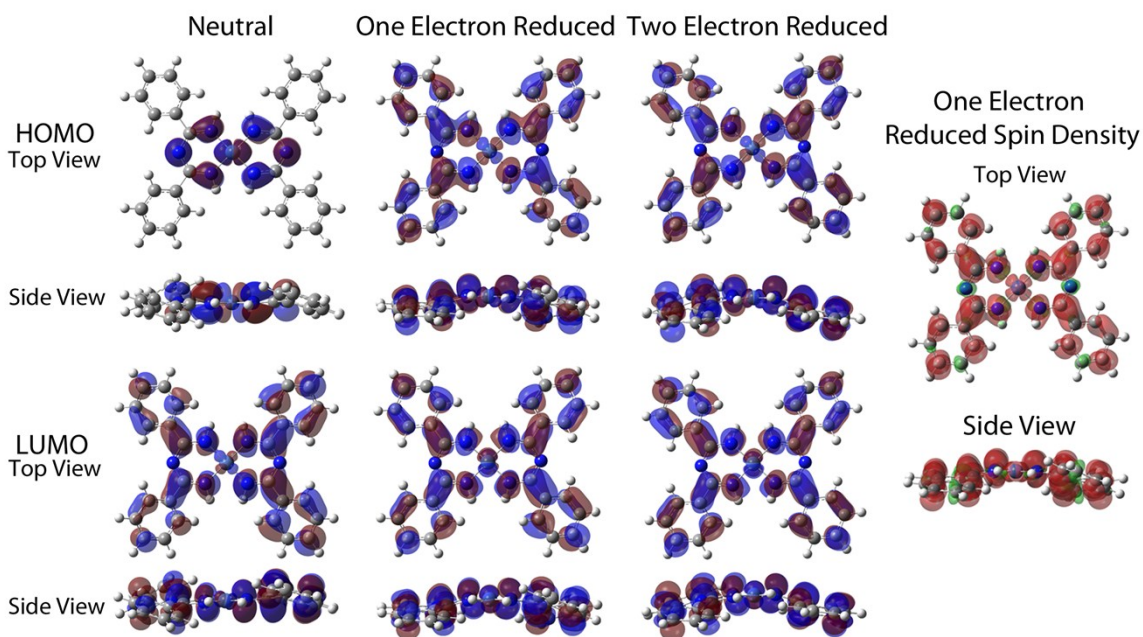 Neutral
One Electron Reduced
Two Electron Reduced
HOMO
Top View
Side View
LUMO
Top View
Side View
One Electron
Reduced Spin Density
Top View
Side View